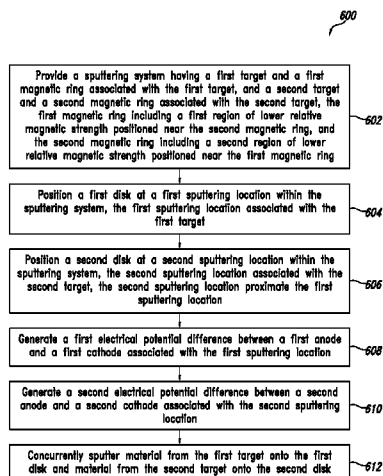 600
Provide a sputtering system having a first target and a first
magnetic ring associated with the first target, and a second target
and a second magnetic ring associated with the second target, the
first magnetic ring including a first region of lower relative
magnetic strength positioned near the second magnetic ring, and
the second magnetic ring including a second region of lower
relative magnetic strength positioned near the first magnetic ring
602
Position a first disk at a first sputtering location within the
sputtering system, the first sputtering location associated with the
first target
604
Position a second disk at a second sputtering location within the
sputtering system, the second sputtering location associated with the
second target, the second sputtering location proximate the first
sputtering location
606
Generate a first electrical potential difference between a first anode
and a first cathode associated with the first sputtering location
608
Generate a second electrical potential difference between a second
anode and a second cathode associated with the second sputtering
location
610
Concurrently sputter material from the first target onto the first
disk and material from the second target onto the second disk
612